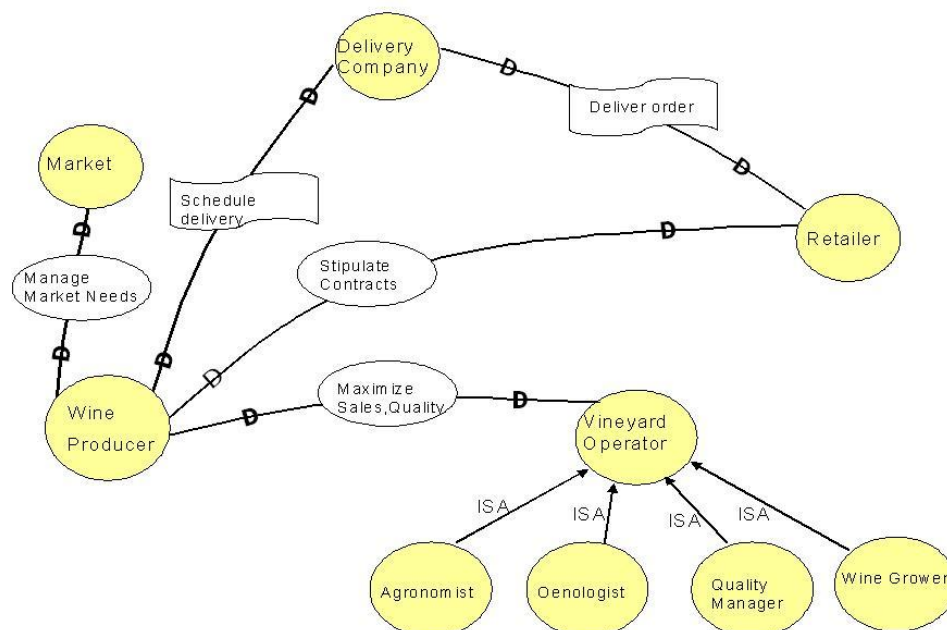 Delivery
Company
D
D
Deliver order
D
Market
D
Schedule
delivery
D
D
Retailer
Stipulate
Contracts
Manage
Market Needs
D
D
D
Wine
Producer
D
Maximize
Sales,Quality
D
Vineyard
Operator
ISA
ISA
ISA
ISA
Agronomist
Oenologist
Quality
Manager
Wine Grower